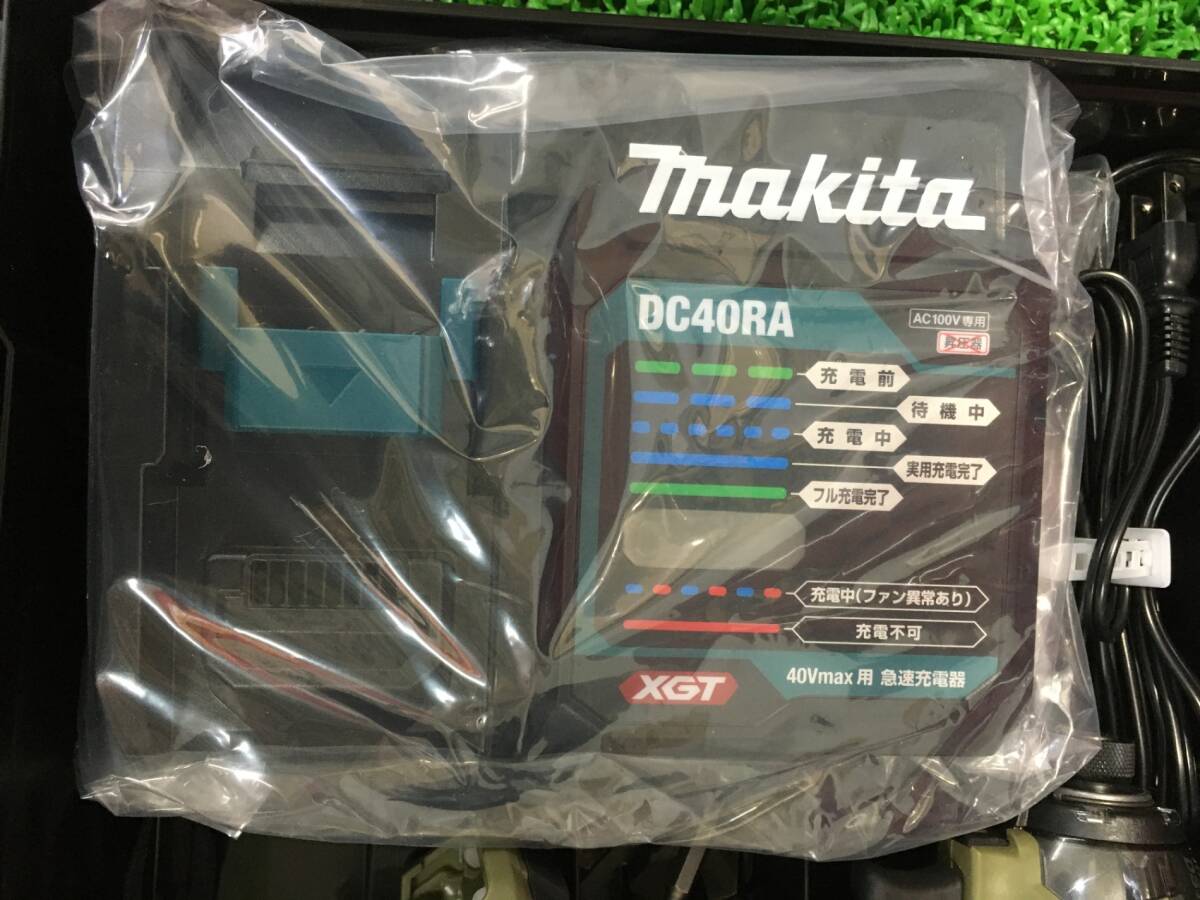 makita
DC40RA
AC100V専用
昇圧器
充電前
待機中
充電中
実用充電完了
フル充電完了
充電中(ファン異常あり)
充電不可
XGT
40Vmax用 急速充電器